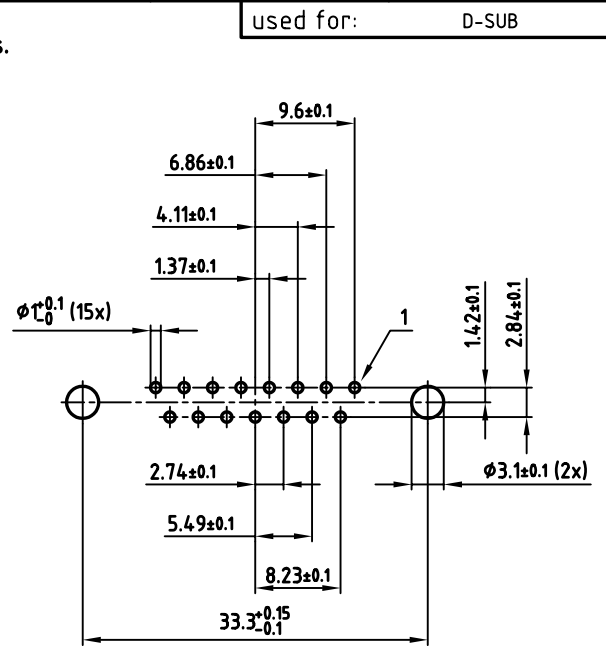 used for: D-SUB
s.
9.6±0.1
6.86±0.1
4.11±0.1
1.37±0.1
ϕ1+0.1 -0 (15x)
1
1.42±0.1
2.84±0.1
2.74±0.1
ϕ3.1±0.1 (2x)
5.49±0.1
8.23±0.1
33.3+0.15 -0.1